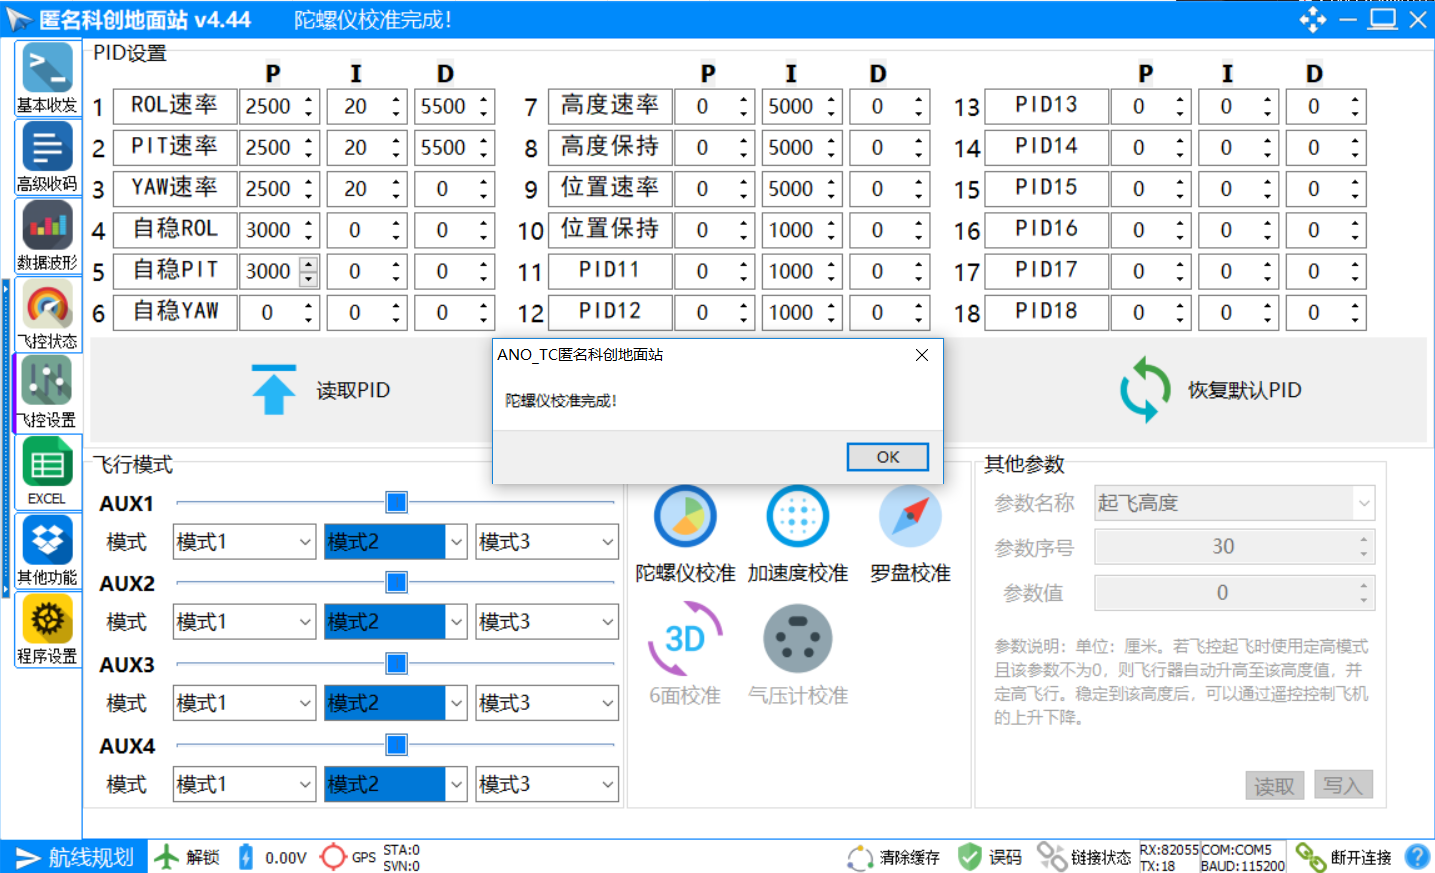 匿名科创地面站 v4.44 陀螺仪校准完成!
基本收发
高级收码
数据波形
飞控状态
飞控设置
EXCEL
其他功能
程序设置
PID设置
P I D P I D P I D
1 ROL速率 2500 20 5500 7 高度速率 0 5000 0 13 PID13 0 0 0
2 PIT速率 2500 20 5500 8 高度保持 0 5000 0 14 PID14 0 0 0
3 YAW速率 2500 20 0 9 位置速率 0 5000 0 15 PID15 0 0 0
4 自稳ROL 3000 0 0 10 位置保持 0 1000 0 16 PID16 0 0 0
5 自稳PIT 3000 0 0 11 PID11 0 1000 0 17 PID17 0 0 0
6 自稳YAW 0 0 0 12 PID12 0 1000 0 18 PID18 0 0 0
读取PID
恢复默认PID
ANO_TC匿名科创地面站
陀螺仪校准完成!
OK
飞行模式
AUX1
模式 模式1 模式2 模式3
AUX2
模式 模式1 模式2 模式3
AUX3
模式 模式1 模式2 模式3
AUX4
模式 模式1 模式2 模式3
陀螺仪校准 加速度校准 罗盘校准
3D
6面校准 气压计校准
其他参数
参数名称 起飞高度
参数序号 30
参数值 0
参数说明：单位：厘米。若飞控起飞时使用定高模式
且该参数不为0，则飞行器自动升高至该高度值，并
定高飞行。稳定到该高度后，可以通过遥控控制飞机
的上升下降。
读取 写入
航线规划 解锁 0.00V GPS STA:0
SVN:0
清除缓存 误码 链接状态 RX:82055
TX:18
COM:COM5
BAUD:115200
断开连接 ?